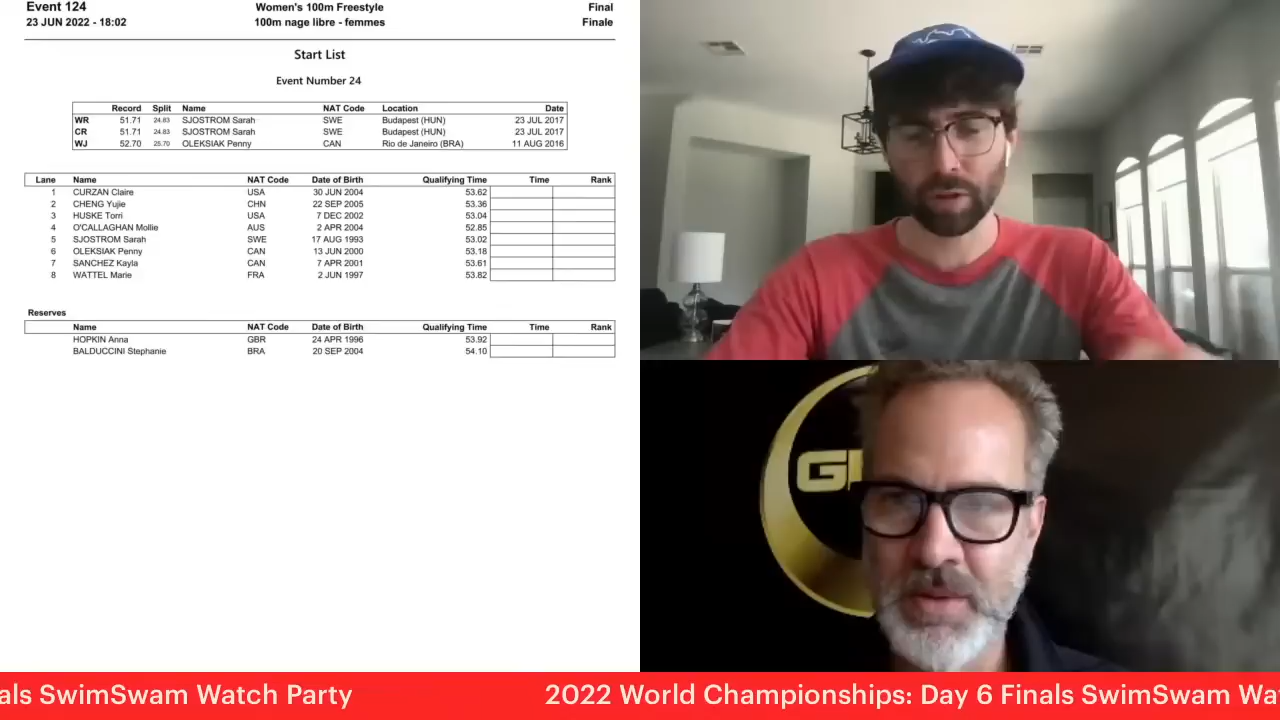 Event 124 Women's 100m Freestyle Final
23 JUN 2022 - 18:02 100m nage libre - femmes Finale
Start List
Event Number 24
Record Split Name NAT Code Location Date
WR 51.71 24.83 SJOSTROM Sarah SWE Budapest (HUN) 23 JUL 2017
CR 51.71 24.83 SJOSTROM Sarah SWE Budapest (HUN) 23 JUL 2017
WJ 52.70 25.70 OLEKSIAK Penny CAN Rio de Janeiro (BRA) 11 AUG 2016
Lane Name NAT Code Date of Birth Qualifying Time Time Rank
1 CURZAN Claire USA 30 JUN 2004 53.62
2 CHENG Yujie CHN 22 SEP 2005 53.36
3 HUSKE Torri USA 7 DEC 2002 53.04
4 O'CALLAGHAN Mollie AUS 2 APR 2004 52.85
5 SJOSTROM Sarah SWE 17 AUG 1993 53.02
6 OLEKSIAK Penny CAN 13 JUN 2000 53.18
7 SANCHEZ Kayla CAN 7 APR 2001 53.61
8 WATTEL Marie FRA 2 JUN 1997 53.82
Reserves
Name NAT Code Date of Birth Qualifying Time Time Rank
HOPKIN Anna GBR 24 APR 1996 53.92
BALDUCCINI Stephanie BRA 20 SEP 2004 54.10
als SwimSwam Watch Party 2022 World Championships: Day 6 Finals SwimSwam Wa